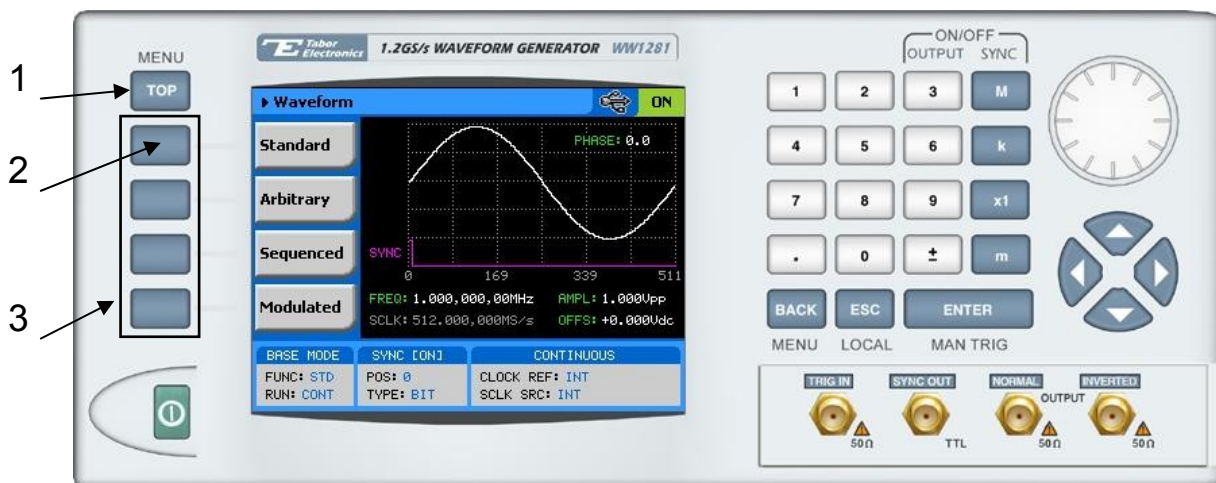 1
2
3
MENU
TOP
Tabor
Electronics
1.2GS/s WAVEFORM GENERATOR WW1281
Waveform
ON
Standard
Arbitrary
Sequenced
Modulated
PHASE: 0.0
SYNC
0 169 339 511
FREQ: 1.000,000,00MHz AMPL: 1.000Vpp
SCLK: 512.000,000MS/s OFFS: +0.000Vdc
BASE MODE
FUNC: STD
RUN: CONT
SYNC [ON]
POS: 0
TYPE: BIT
CONTINUOUS
CLOCK REF: INT
SCLK SRC: INT
ON/OFF
OUTPUT SYNC
1 2 3 M
4 5 6 k
7 8 9 x1
. 0 ± m
BACK ESC ENTER
MENU LOCAL MAN TRIG
TRIG IN SYNC OUT NORMAL INVERTED
OUTPUT
50Ω TTL 50Ω 50Ω